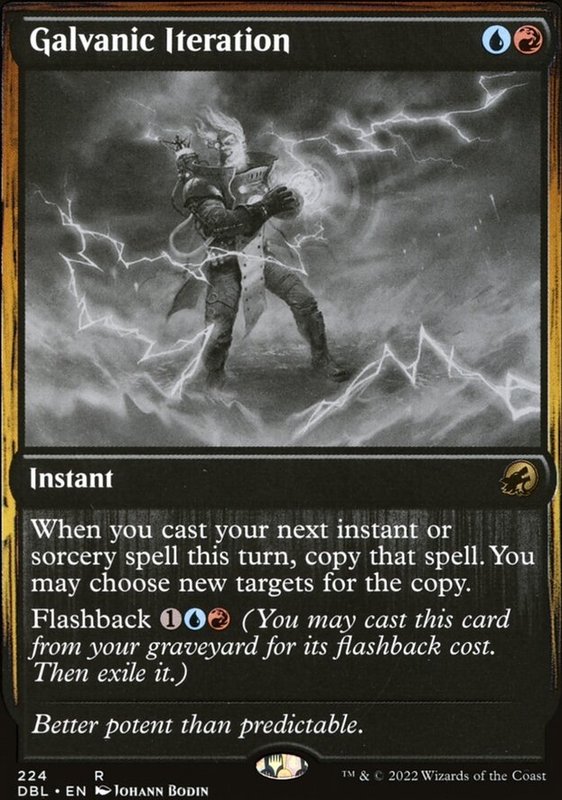 Galvanic Iteration
Instant
When you cast your next instant or
sorcery spell this turn, copy that spell. You
may choose new targets for the copy.
Flashback 1 (You may cast this card
from your graveyard for its flashback cost.
Then exile it.)
Better potent than predictable.
224 R
DBL • EN Johann Bodin
™ & © 2022 Wizards of the Coast